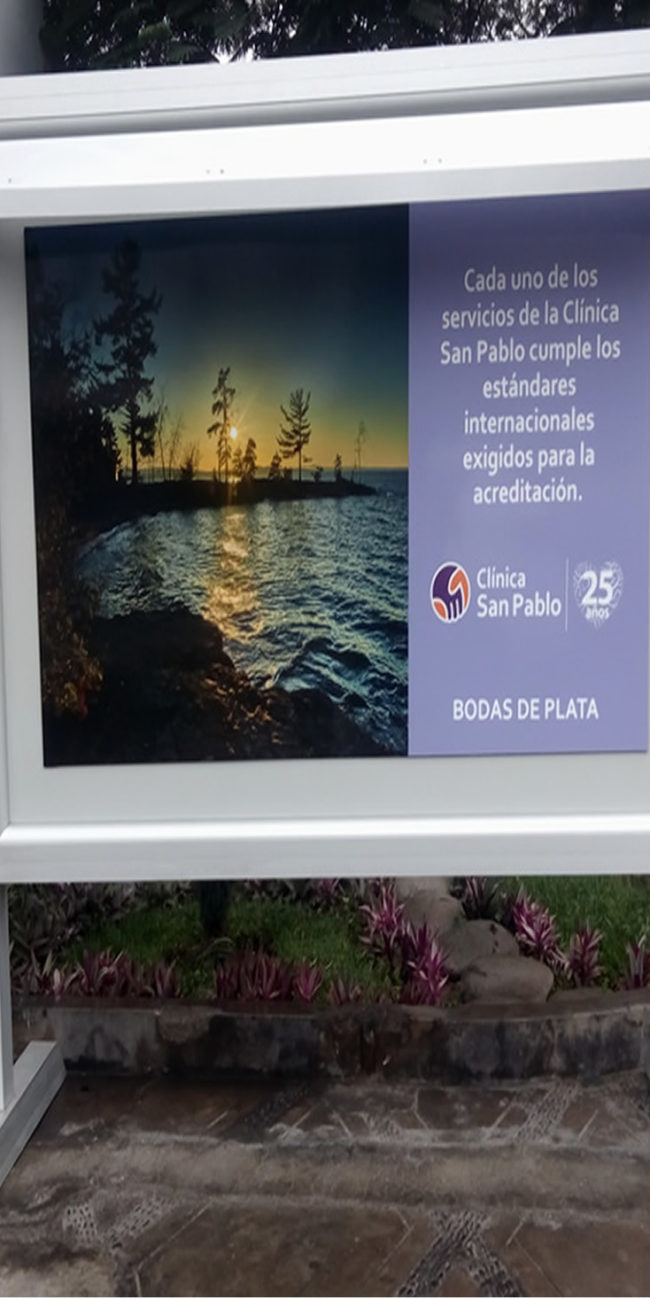 Cada uno de los
servicios de la Clínica
San Pablo cumple los
estándares
internacionales
exigidos para la
acreditación.
Clínica
San Pablo
25
años
BODAS DE PLATA